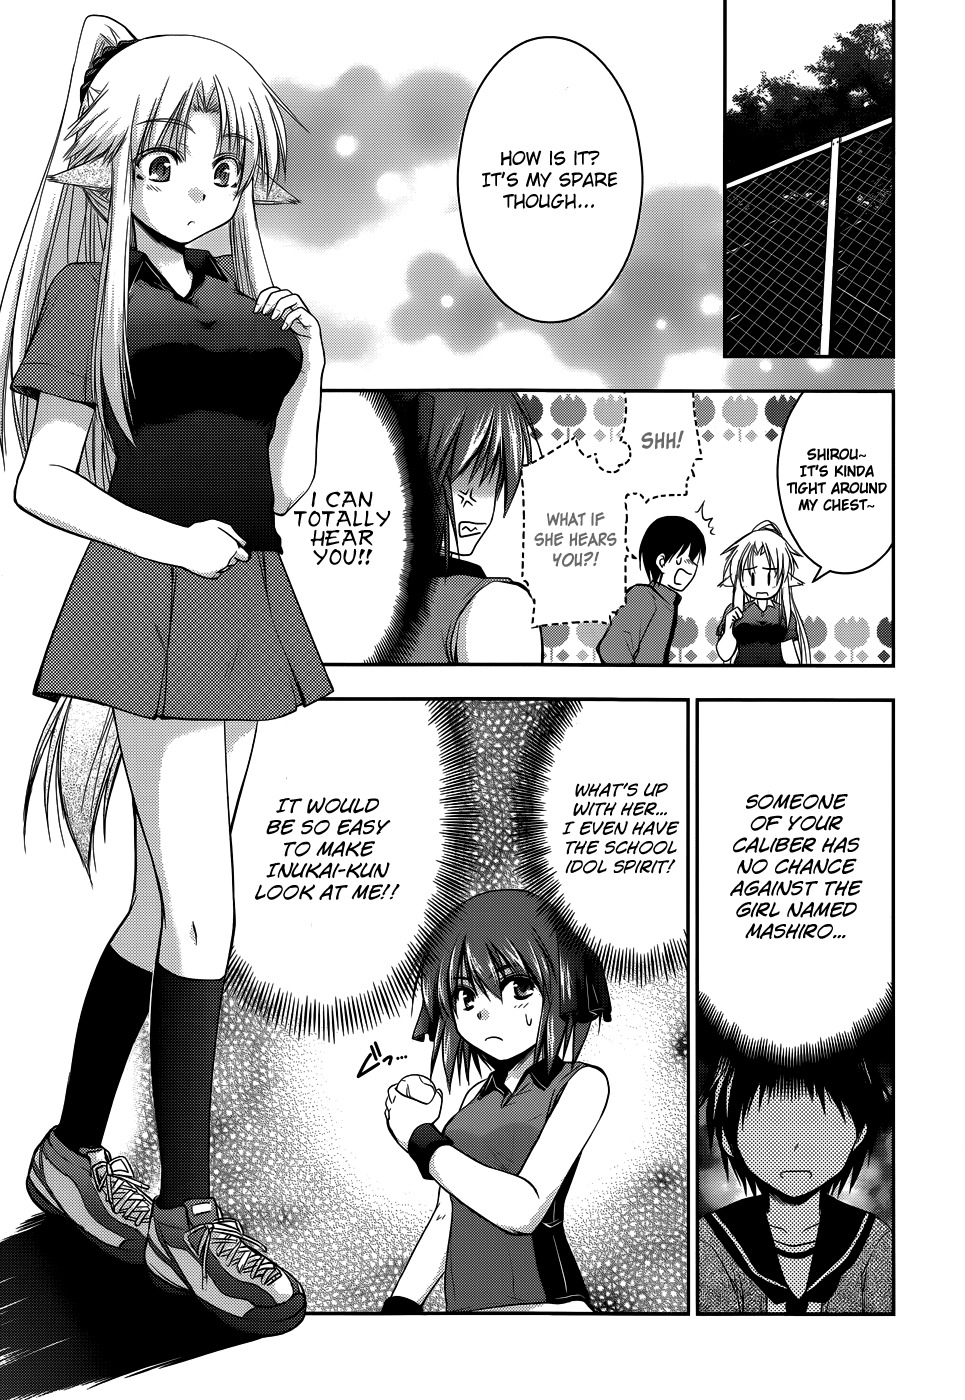 HOW IS IT?
IT'S MY SPARE
THOUGH...
SHIROU~
IT'S KINDA
TIGHT AROUND
MY CHEST~
SHH!
WHAT IF
SHE HEARS
YOU?!
I CAN
TOTALLY
HEAR
YOU!!
SOMEONE
OF YOUR
CALIBER HAS
NO CHANCE
AGAINST THE
GIRL NAMED
MASHIRO...
WHAT'S UP
WITH HER...
I EVEN HAVE
THE SCHOOL
IDOL SPIRIT!
IT WOULD
BE SO EASY
TO MAKE
INUKAI-KUN
LOOK AT ME!!
グッ...